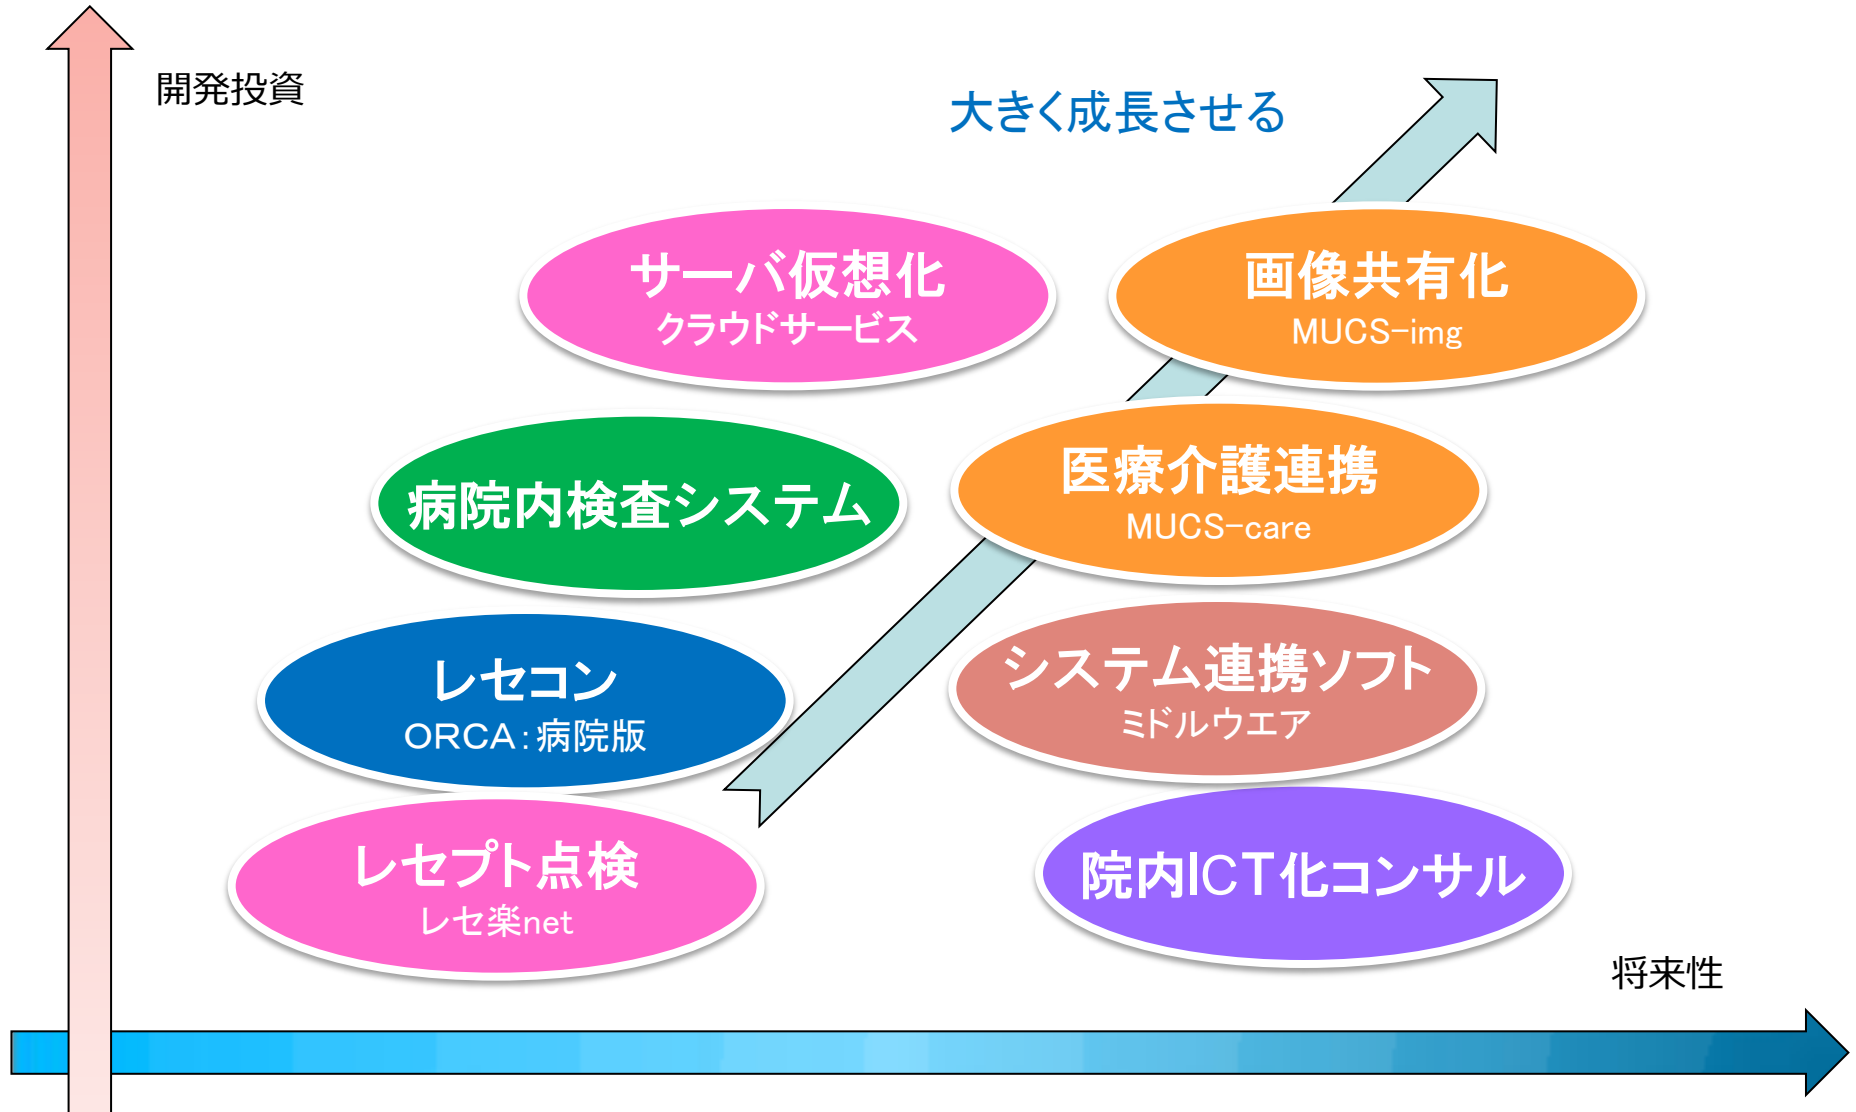 開発投資
大きく成長させる
サーバ仮想化
クラウドサービス
画像共有化
MUCS-img
病院内検査システム
医療介護連携
MUCS-care
レセコン
ORCA:病院版
システム連携ソフト
ミドルウエア
レセプト点検
レセ楽net
院内ICT化コンサル
将来性